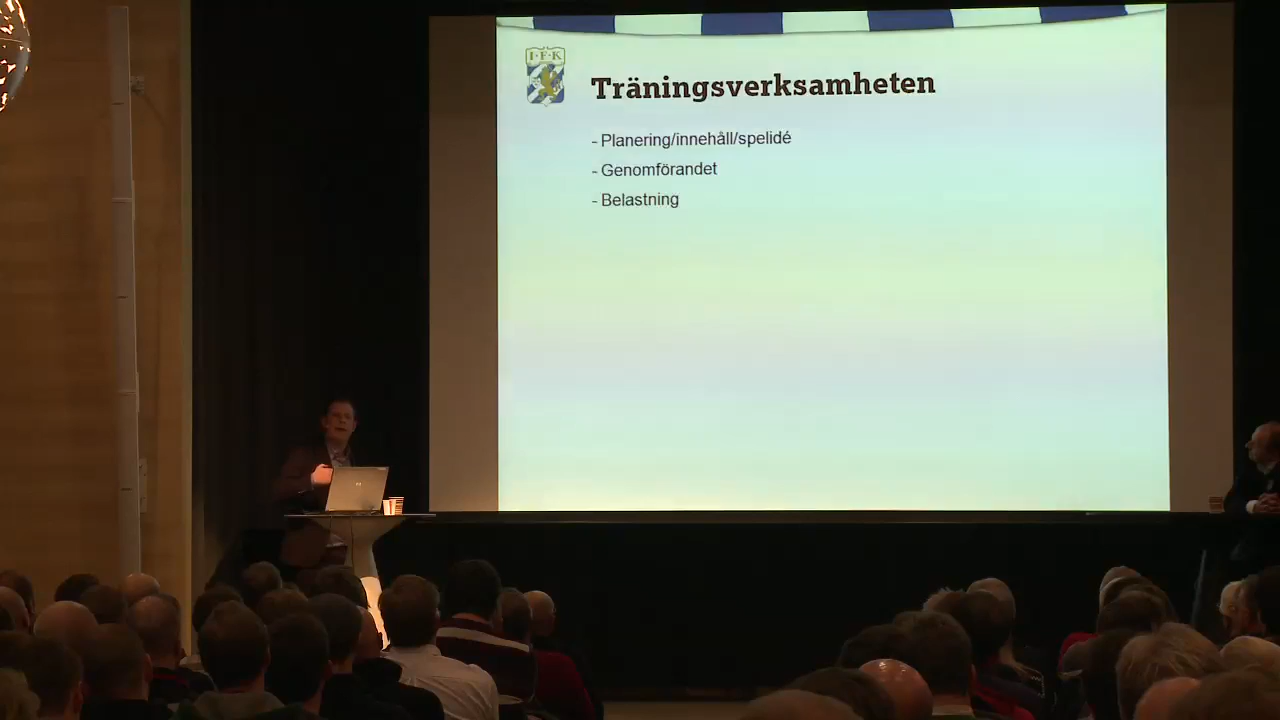 I.F.K
Träningsverksamheten
- Planering/innehåll/spelidé
- Genomförandet
- Belastning